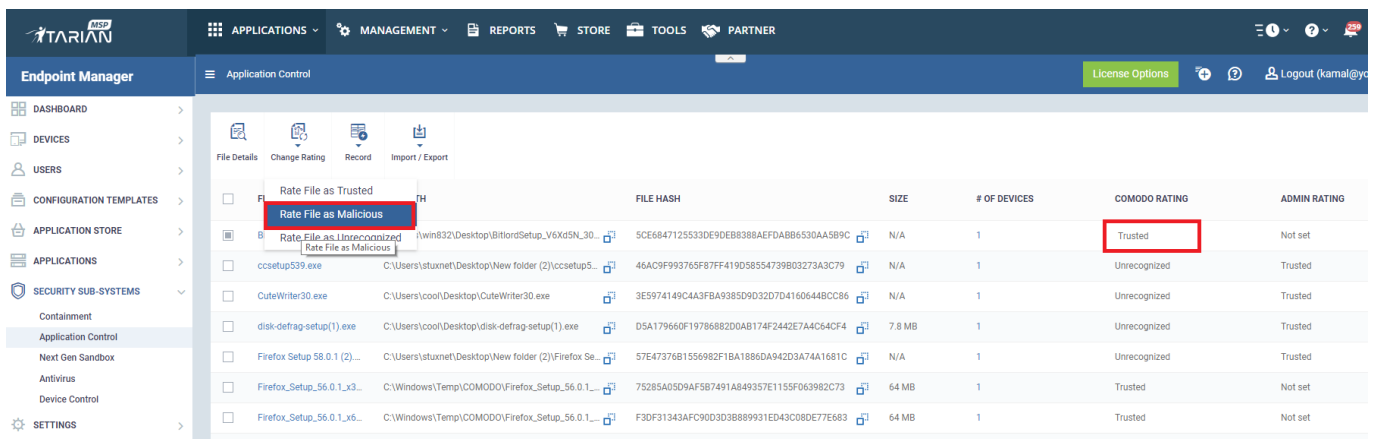 MSP
ITARIAN
APPLICATIONS
MANAGEMENT
REPORTS
STORE
TOOLS
PARTNER
259
Endpoint Manager
Application Control
License Options
Logout (kamal@yo
DASHBOARD
DEVICES
USERS
CONFIGURATION TEMPLATES
APPLICATION STORE
APPLICATIONS
SECURITY SUB-SYSTEMS
Containment
Application Control
Next Gen Sandbox
Antivirus
Device Control
SETTINGS
File Details
Change Rating
Record
Import / Export
Rate File as Trusted
Rate File as Malicious
Rate File as Unrecognized
Rate File as Malicious
FILE HASH SIZE # OF DEVICES COMODO RATING ADMIN RATING
\win832\Desktop\BitlordSetup_V6Xd5N_30... 5CE6847125533DE9DEB8388AEFDABB6530AA5B9C N/A 1 Trusted Not set
ccsetup539.exe C:\Users\stuxnet\Desktop\New folder (2)\ccsetup5... 46AC9F993765F87FF419D58554739B03273A3C79 N/A 1 Unrecognized Trusted
CuteWriter30.exe C:\Users\cool\Desktop\CuteWriter30.exe 3E5974149C4A3FBA9385D9D32D7D4160644BCC86 N/A 1 Unrecognized Trusted
disk-defrag-setup(1).exe C:\Users\cool\Desktop\disk-defrag-setup(1).exe D5A179660F19786882D0AB174F2442E7A4C64CF4 7.8 MB 1 Unrecognized Trusted
Firefox Setup 58.0.1 (2).... C:\Users\stuxnet\Desktop\New folder (2)\Firefox Se... 57E47376B1556982F1BA1886DA942D3A74A1681C N/A 1 Unrecognized Trusted
Firefox_Setup_56.0.1_x3... C:\Windows\Temp\COMODO\Firefox_Setup_56.0.1_... 75285A05D9AF5B7491A849357E1155F063982C73 64 MB 1 Trusted Not set
Firefox_Setup_56.0.1_x6... C:\Windows\Temp\COMODO\Firefox_Setup_56.0.1_... F3DF31343AFC90D3D3B889931ED43C08DE77E683 64 MB 1 Trusted Not set